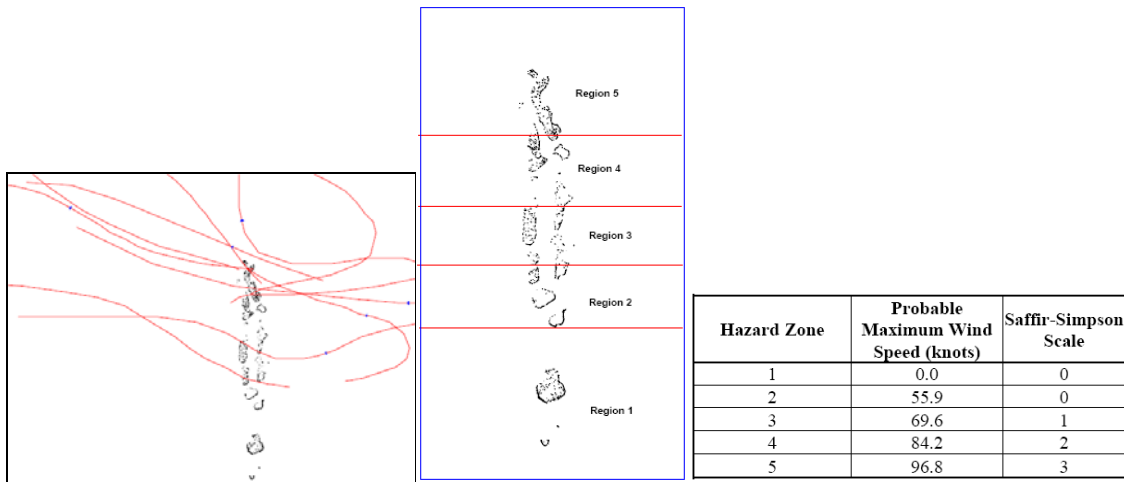 Region 5
Region 4
Region 3
Region 2
Region 1
Hazard Zone
Probable
Maximum Wind
Speed (knots)
Saffir-Simpson
Scale
1 0.0 0
2 55.9 0
3 69.6 1
4 84.2 2
5 96.8 3